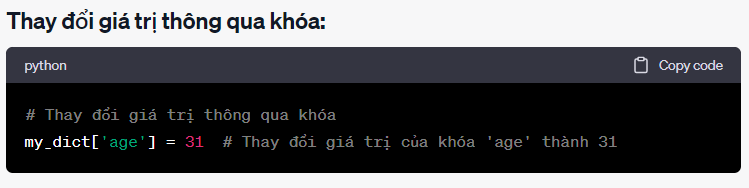 Thay đổi giá trị thông qua khóa:
python Copy code
# Thay đổi giá trị thông qua khóa
my_dict['age'] = 31  # Thay đổi giá trị của khóa 'age' thành 31